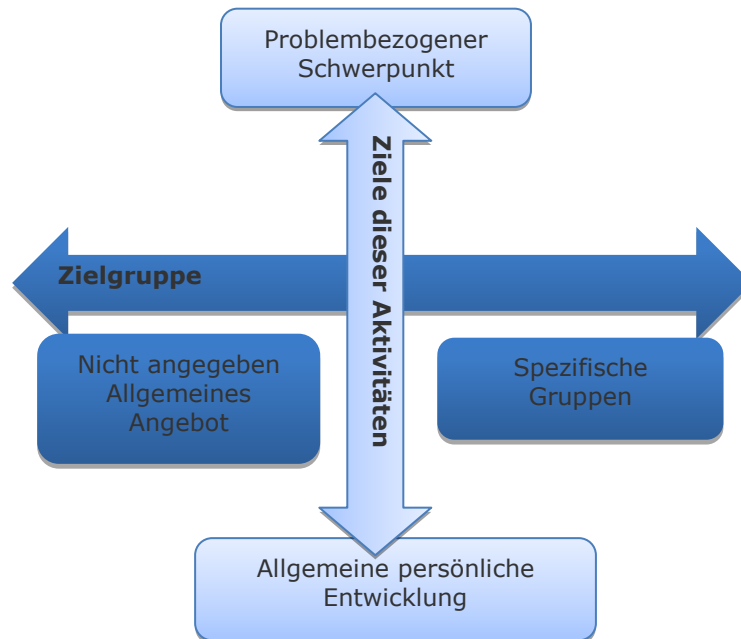 Problembezogener
Schwerpunkt
Ziele dieser Aktivitäten
Zielgruppe
Nicht angegeben
Allgemeines
Angebot
Spezifische
Gruppen
Allgemeine persönliche
Entwicklung